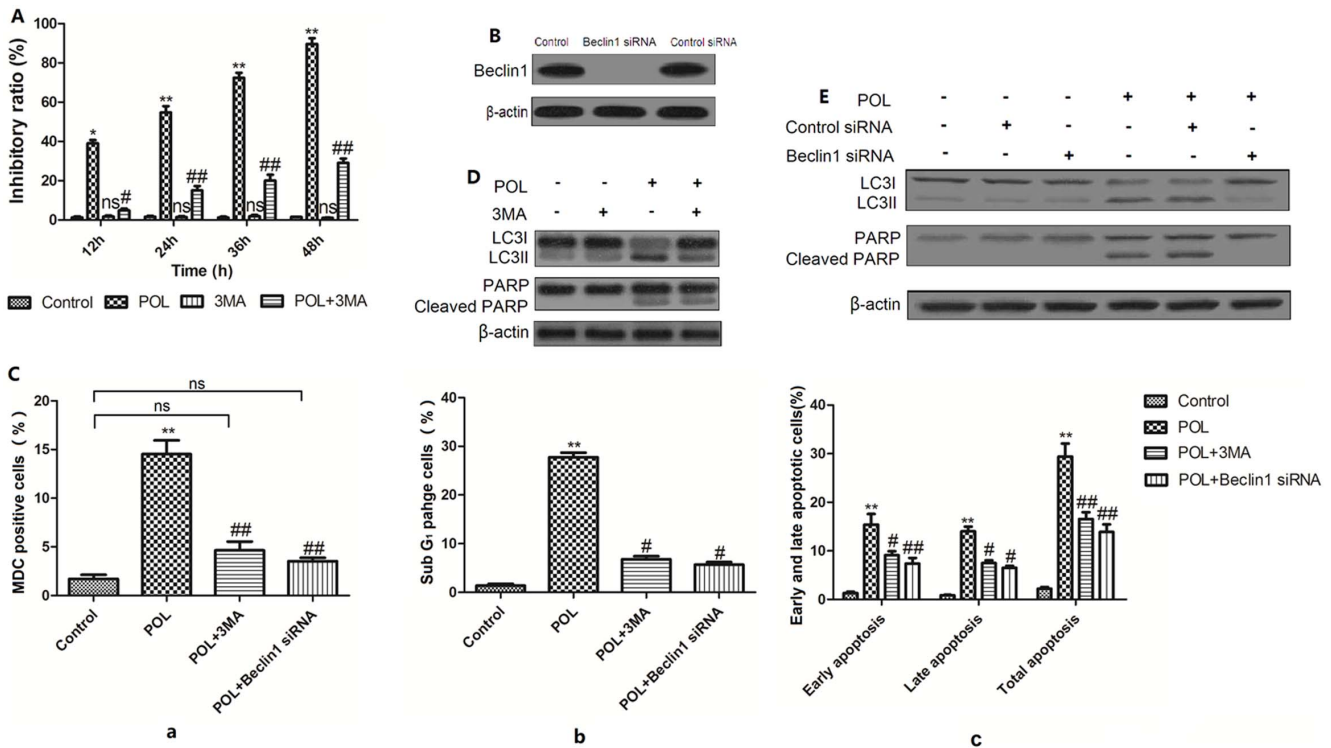 A
Inhibitory ratio (%)
100
80
60
40
20
0
*
ns
#
**
##
**
ns
##
**
ns
##
12h
24h
36h
48h
Time (h)
Control
POL
3MA
POL+3MA
B
Control
Beclin1 siRNA
Control siRNA
Beclin1
β-actin
D
POL - - + +
3MA - + - +
LC3I
LC3II
PARP
Cleaved PARP
β-actin
E
POL - - - + + +
Control siRNA - + - - + -
Beclin1 siRNA - - + - - +
LC3I
LC3II
PARP
Cleaved PARP
β-actin
C
MDC positive cells ( % )
20
15
10
5
0
ns
ns
**
##
##
Control
POL
POL+3MA
POL+Beclin1 siRNA
a
Sub G1 pahge cells ( % )
40
30
20
10
0
**
#
#
Control
POL
POL+3MA
POL+Beclin1 siRNA
b
Early and late apoptotic cells(%)
40
30
20
10
0
**
#
##
**
#
#
**
##
##
Early apoptosis
Late apoptosis
Total apoptosis
Control
POL
POL+3MA
POL+Beclin1 siRNA
c